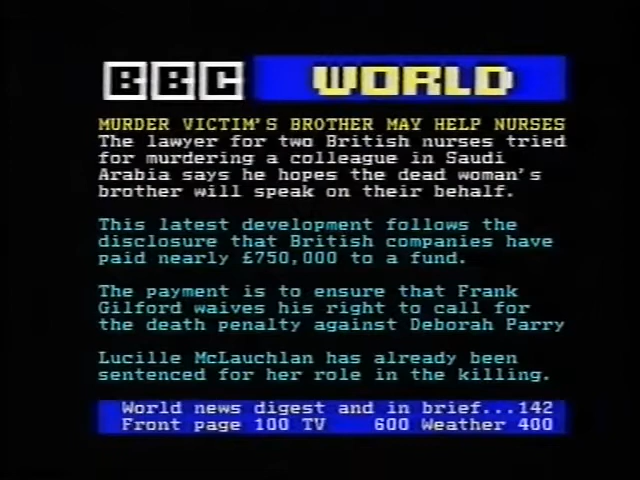 BBC WORLD
MURDER VICTIM'S BROTHER MAY HELP NURSES
The lawyer for two British nurses tried
for murdering a colleague in Saudi
Arabia says he hopes the dead woman's
brother will speak on their behalf.
This latest development follows the
disclosure that British companies have
paid nearly £750,000 to a fund.
The payment is to ensure that Frank
Gilford waives his right to call for
the death penalty against Deborah Parry
Lucille McLauchlan has already been
sentenced for her role in the killing.
World news digest and in brief...142
Front page 100 TV 600 Weather 400